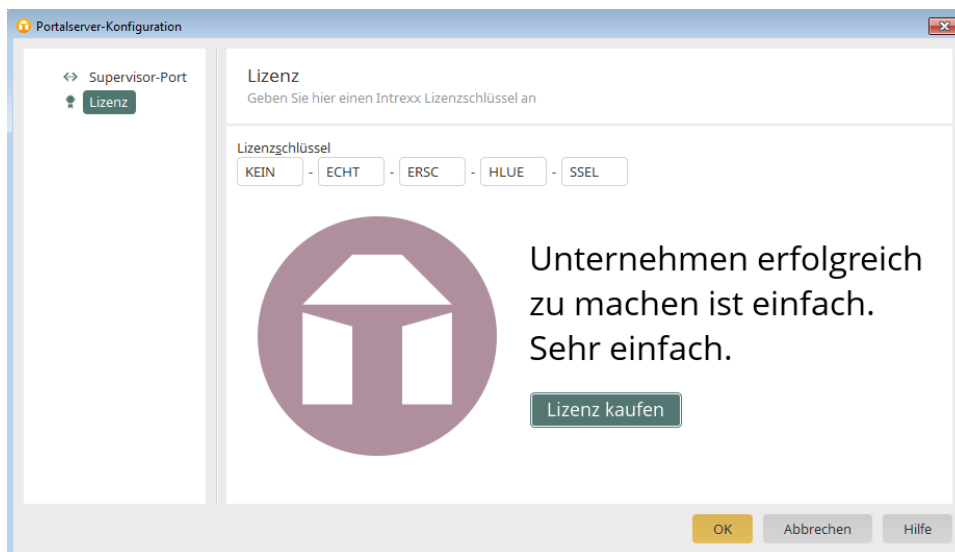 Portalserver-Konfiguration
Supervisor-Port
Lizenz
Lizenz
Geben Sie hier einen Intrexx Lizenzschlüssel an
Lizenzschlüssel
KEIN - ECHT - ERSC - HLUE - SSEL
Unternehmen erfolgreich
zu machen ist einfach.
Sehr einfach.
Lizenz kaufen
OK Abbrechen Hilfe